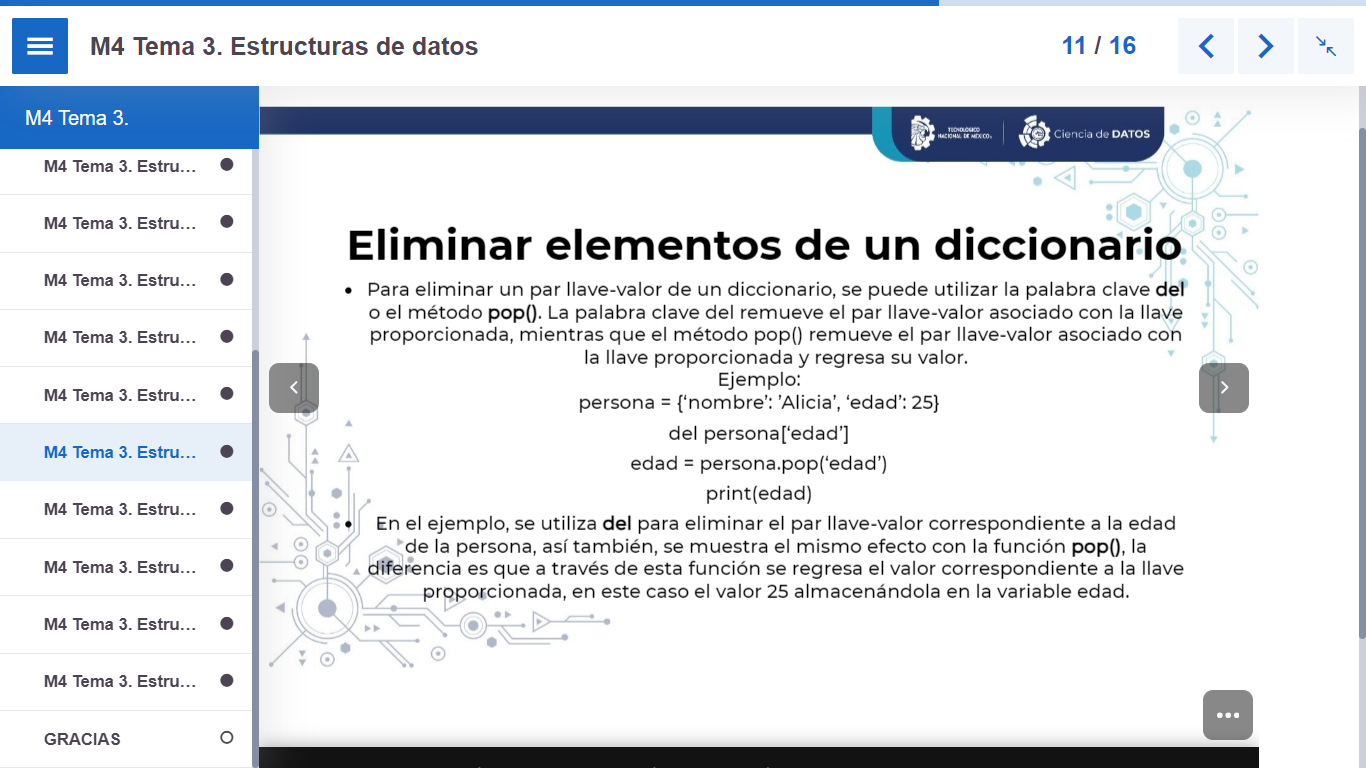 M4 Tema 3. Estructuras de datos
11 / 16
M4 Tema 3.
M4 Tema 3. Estru...
M4 Tema 3. Estru...
M4 Tema 3. Estru...
M4 Tema 3. Estru...
M4 Tema 3. Estru...
M4 Tema 3. Estru...
M4 Tema 3. Estru...
M4 Tema 3. Estru...
M4 Tema 3. Estru...
M4 Tema 3. Estru...
GRACIAS
TECNOLÓGICO
NACIONAL DE MÉXICO
Ciencia de DATOS
Eliminar elementos de un diccionario
• Para eliminar un par llave-valor de un diccionario, se puede utilizar la palabra clave del
o el método pop(). La palabra clave del remueve el par llave-valor asociado con la llave
proporcionada, mientras que el método pop() remueve el par llave-valor asociado con
la llave proporcionada y regresa su valor.
Ejemplo:
persona = {‘nombre’: ’Alicia’, ‘edad’: 25}
del persona[‘edad’]
edad = persona.pop(‘edad’)
print(edad)
• En el ejemplo, se utiliza del para eliminar el par llave-valor correspondiente a la edad
de la persona, así también, se muestra el mismo efecto con la función pop(), la
diferencia es que a través de esta función se regresa el valor correspondiente a la llave
proporcionada, en este caso el valor 25 almacenándola en la variable edad.